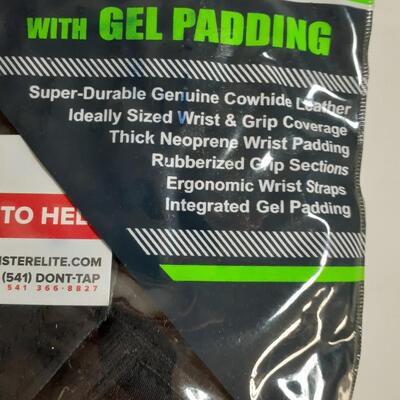 WITH GEL PADDING
Super-Durable Genuine Cowhide Leather
Ideally Sized Wrist & Grip Coverage
Thick Neoprene Wrist Padding
Rubberized Grip Sections
Ergonomic Wrist Straps
Integrated Gel Padding
TO HEL
ISTERELITE.COM
(541) DONT-TAP
541 366-8827